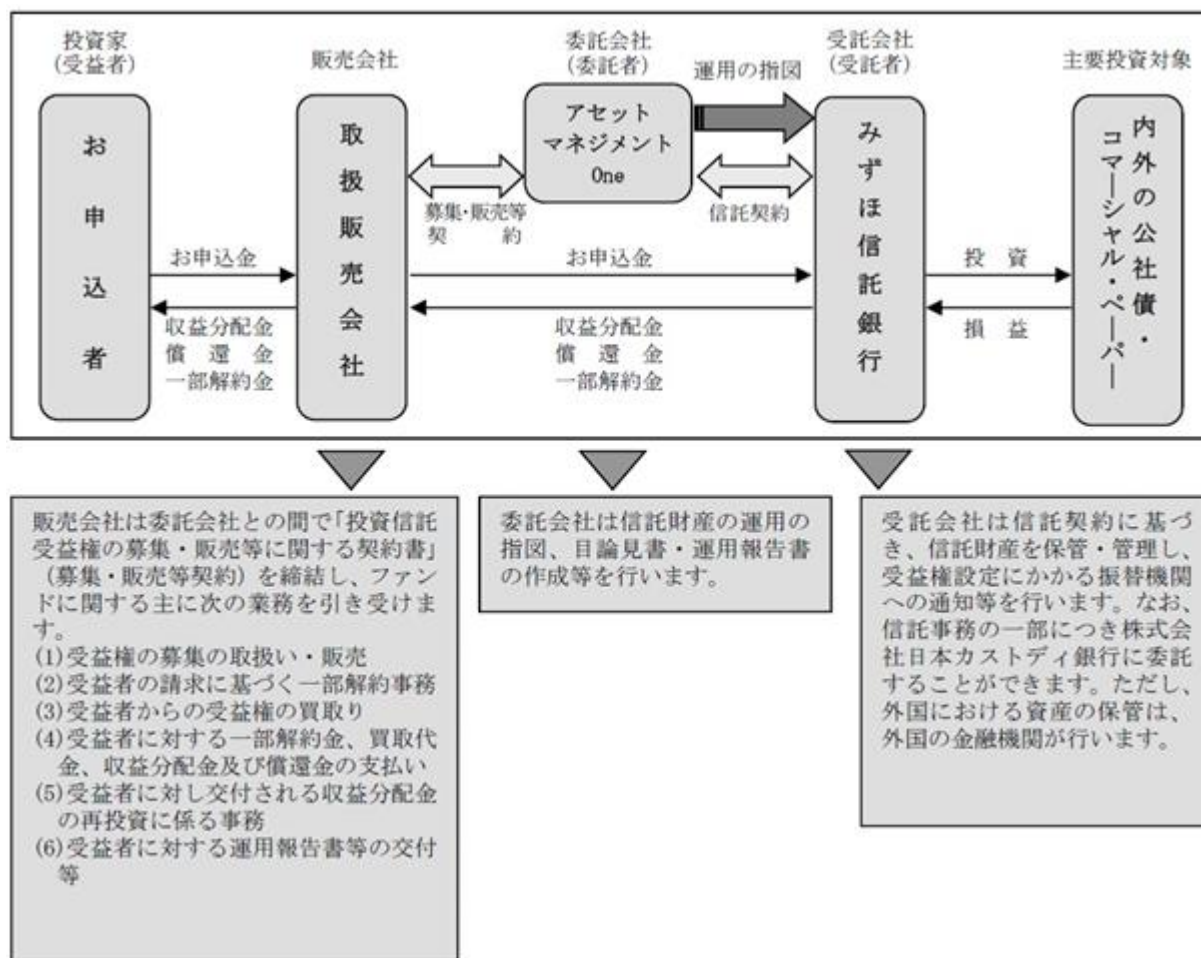 投資家
(受益者)
販売会社
委託会社
(委託者)
運用の指図
受託会社
(受託者)
主要投資対象
お申込者
取扱販売会社
アセット
マネジメント
One
みずほ信託銀行
内外の公社債・
コマーシャル・ペーパー
募集・販売等
契約
信託契約
お申込金
お申込金
投資
収益分配金
償還金
一部解約金
収益分配金
償還金
一部解約金
損益
販売会社は委託会社との間で「投資信託
受益権の募集・販売等に関する契約書」
(募集・販売等契約)を締結し、ファン
ドに関する主に次の業務を引き受けま
す。
(1)受益権の募集の取扱い・販売
(2)受益者の請求に基づく一部解約事務
(3)受益者からの受益権の買取り
(4)受益者に対する一部解約金、買取代
金、収益分配金及び償還金の支払い
(5)受益者に対し交付される収益分配金
の再投資に係る事務
(6)受益者に対する運用報告書等の交付
等
委託会社は信託財産の運用の
指図、目論見書・運用報告書
の作成等を行います。
受託会社は信託契約に基づ
き、信託財産を保管・管理し、
受益権設定にかかる振替機関
への通知等を行います。なお、
信託事務の一部につき株式会
社日本カストディ銀行に委託
することができます。ただし、
外国における資産の保管は、
外国の金融機関が行います。